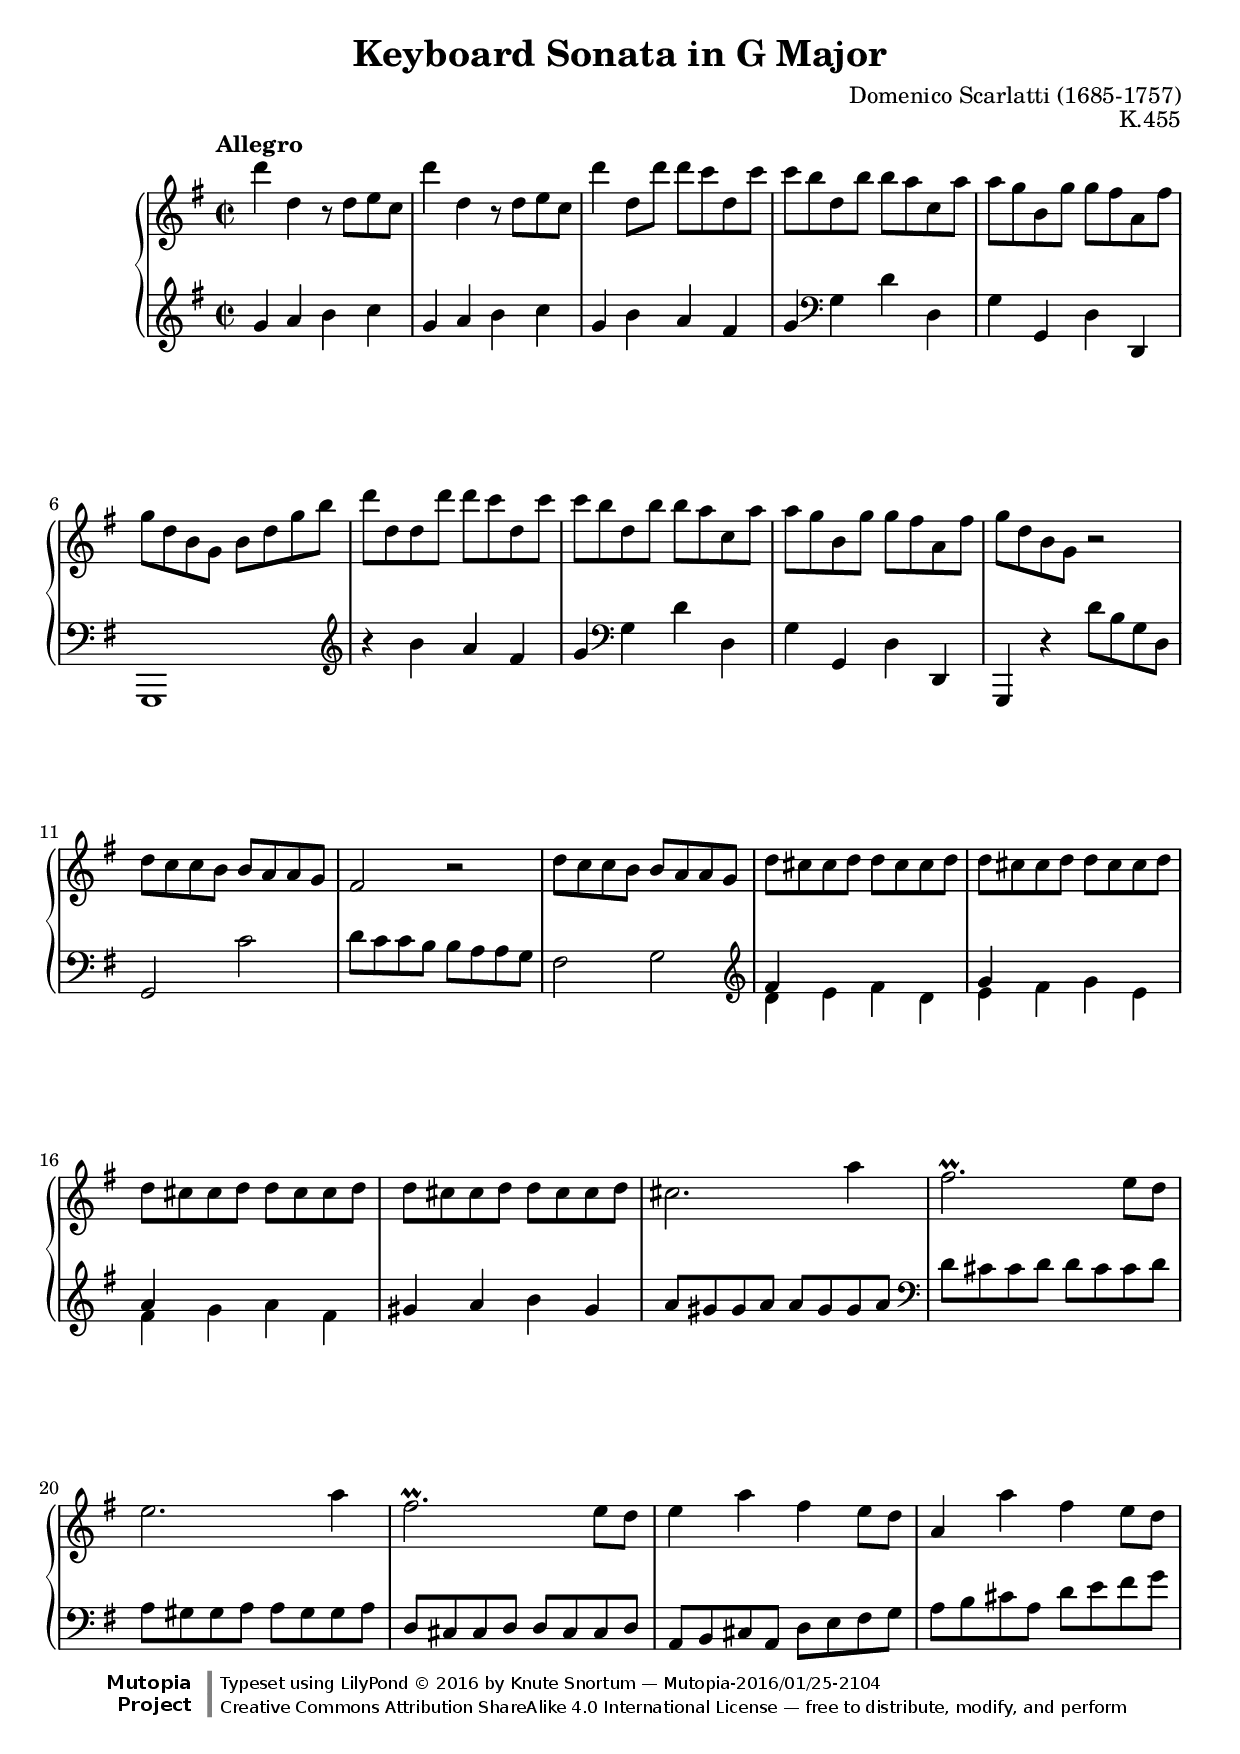 Keyboard Sonata in G Major
Domenico Scarlatti (1685-1757)
K.455
Allegro
6
11
16
20
Mutopia
Project
Typeset using LilyPond © 2016 by Knute Snortum — Mutopia-2016/01/25-2104
Creative Commons Attribution ShareAlike 4.0 International License — free to distribute, modify, and perform